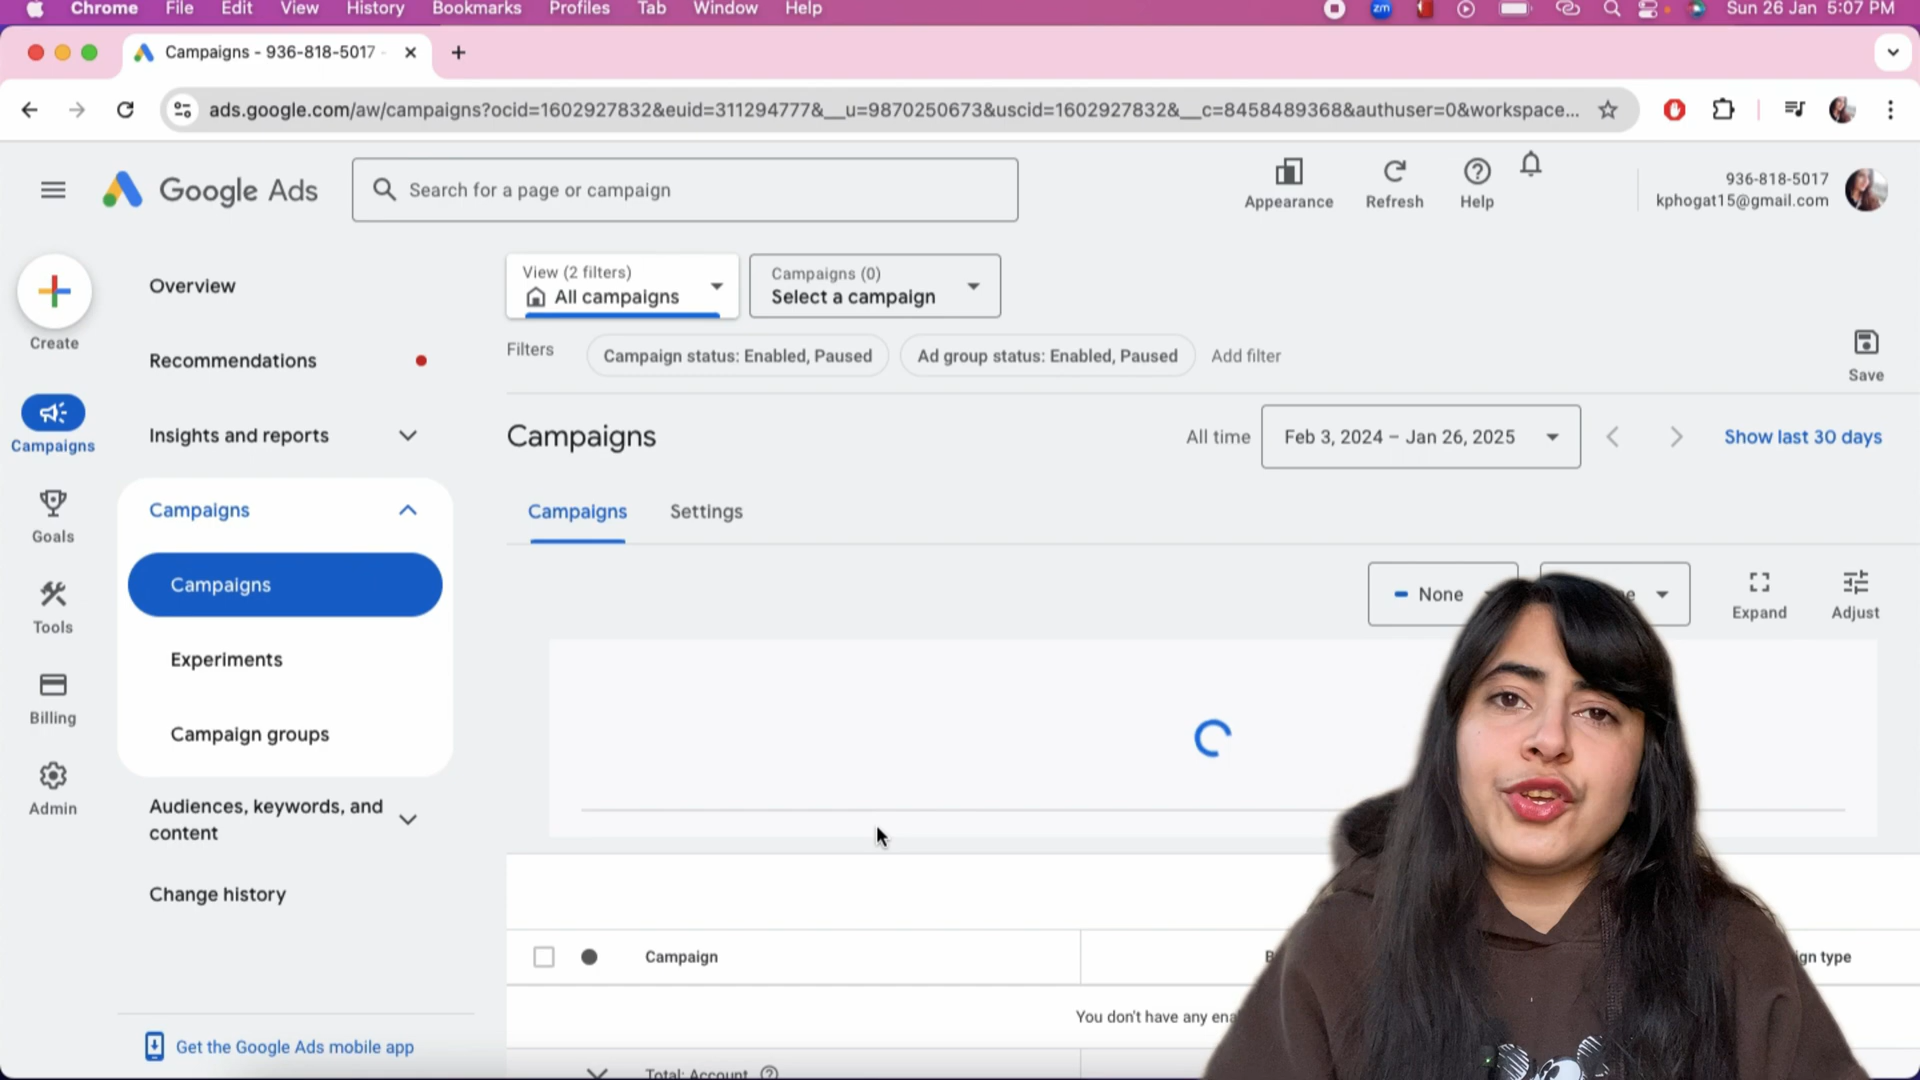 Chrome File Edit View History Bookmarks Profiles Tab Window Help
zm
Sun 26 Jan 5:07 PM
Campaigns - 936-818-5017 -
ads.google.com/aw/campaigns?ocid=1602927832&euid=311294777&__u=9870250673&uscid=1602927832&__c=8458489368&authuser=0&workspace...
Google Ads
Search for a page or campaign
Appearance
Refresh
Help
936-818-5017
kphogat15@gmail.com
Create
Campaigns
Goals
Tools
Billing
Admin
Overview
Recommendations
Insights and reports
Campaigns
Campaigns
Experiments
Campaign groups
Audiences, keywords, and
content
Change history
Get the Google Ads mobile app
View (2 filters)
All campaigns
Campaigns (0)
Select a campaign
Filters
Campaign status: Enabled, Paused
Ad group status: Enabled, Paused
Add filter
Save
Campaigns
All time
Feb 3, 2024 – Jan 26, 2025
Show last 30 days
Campaigns
Settings
None
Expand
Adjust
Campaign
type
You don't have any
Total: Account